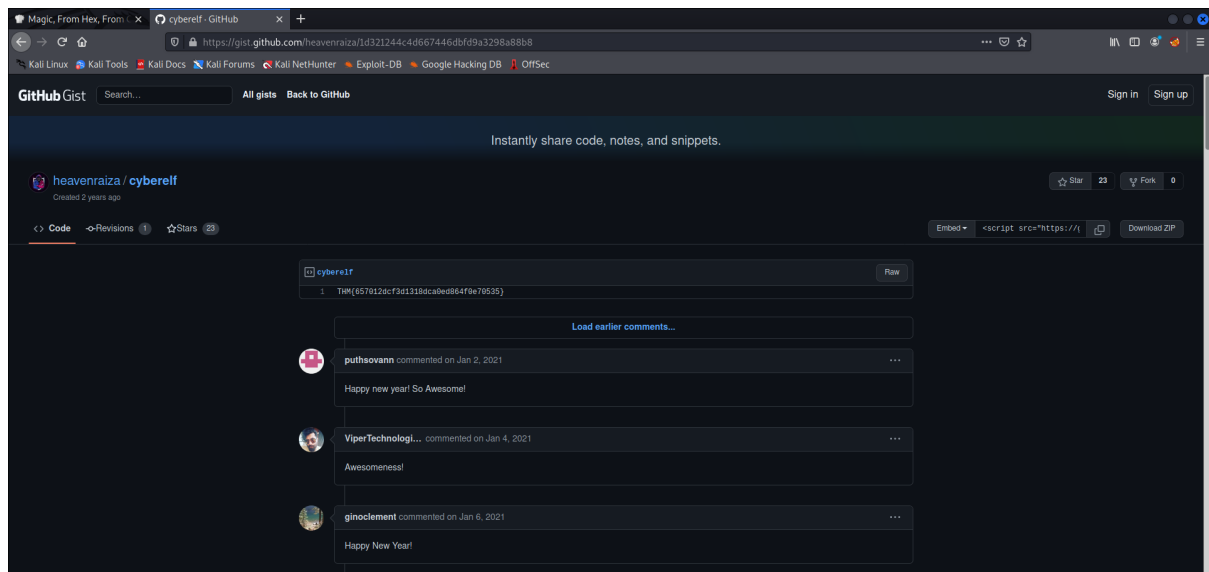 Magic, From Hex, From
cyberelf · GitHub
https://gist.github.com/heavenraiza/1d321244c4d667446dbfd9a3298a88b8
Kali Linux Kali Tools Kali Docs Kali Forums Kali NetHunter Exploit-DB Google Hacking DB OffSec
GitHub Gist Search... All gists Back to GitHub Sign in Sign up
Instantly share code, notes, and snippets.
heavenraiza / cyberelf Star 23 Fork 0
Created 2 years ago
<> Code Revisions 1 Stars 23 Embed <script src="https://g Download ZIP
cyberelf Raw
1 THM{657012dcf3d1318dca0ed864f0e70535}
Load earlier comments...
puthsovann commented on Jan 2, 2021
Happy new year! So Awesome!
ViperTechnologi... commented on Jan 4, 2021
Awesomeness!
ginoclement commented on Jan 6, 2021
Happy New Year!